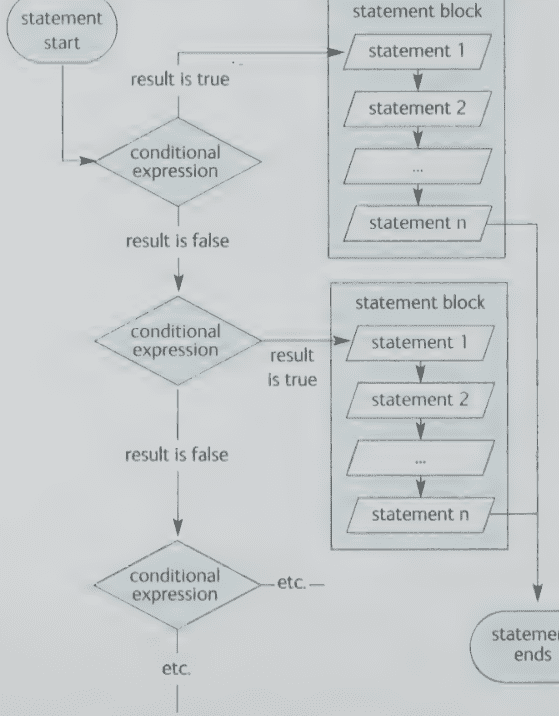 statement
start
statement block
statement 1
statement 2
...
statement n
result is true
conditional
expression
result is false
conditional
expression
result
is true
statement block
statement 1
statement 2
...
statement n
result is false
conditional
expression
etc.
etc.
ends